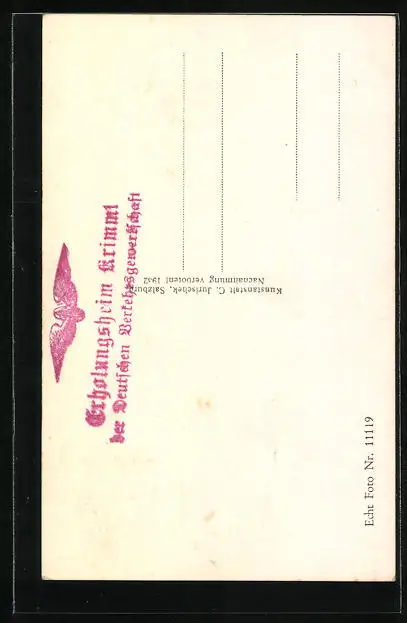 Erholungsheim Krimml
der Deutschen Verkehrsgewerkschaft
Kunstanstalt C. Jurischek, Salzburg
Nachahmung verboten! 1932
Echt Foto Nr. 11119